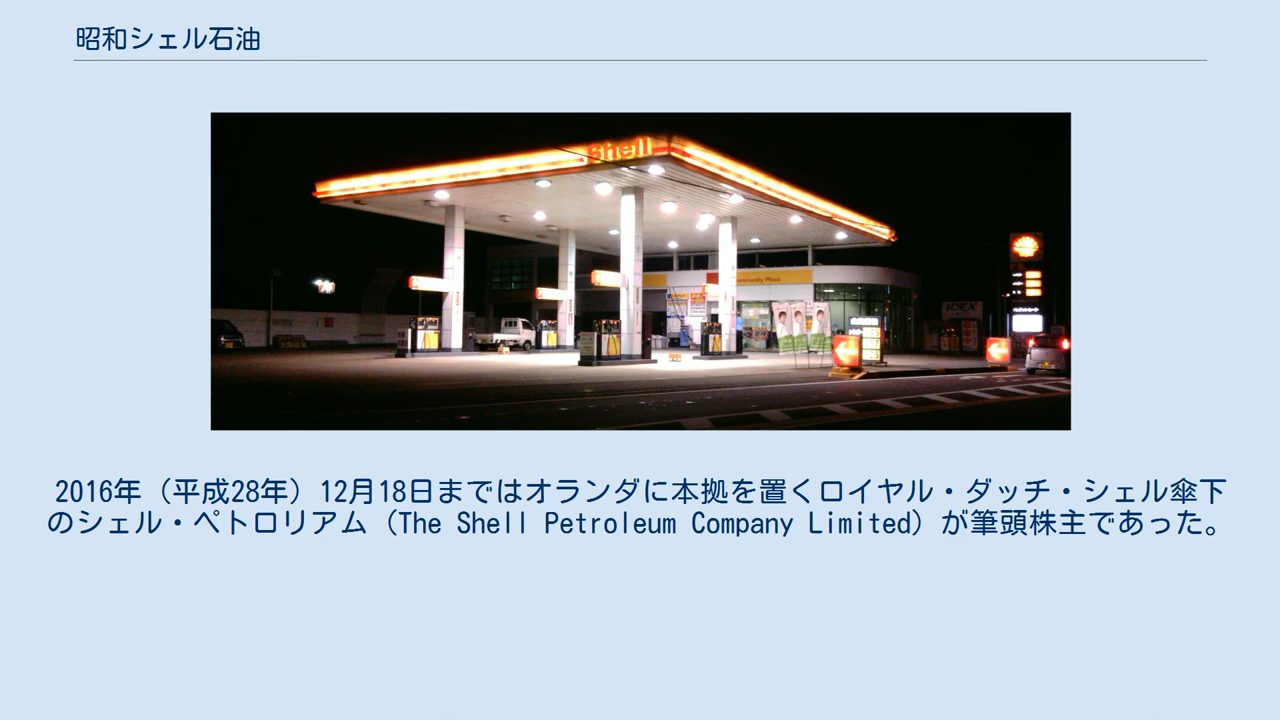 昭和シェル石油
Shell
Community Plaza
IDEX
2016年（平成28年）12月18日まではオランダに本拠を置くロイヤル・ダッチ・シェル傘下
のシェル・ペトロリアム（The Shell Petroleum Company Limited）が筆頭株主であった。